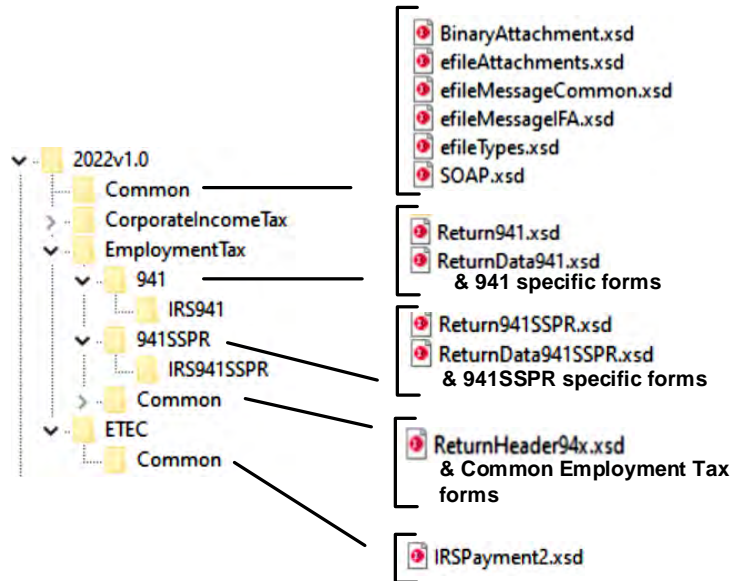 2022v1.0
Common
CorporateIncomeTax
EmploymentTax
941
IRS941
941SSPR
IRS941SSPR
Common
ETEC
Common
BinaryAttachment.xsd
efileAttachments.xsd
efileMessageCommon.xsd
efileMessageIFA.xsd
efileTypes.xsd
SOAP.xsd
Return941.xsd
ReturnData941.xsd
& 941 specific forms
Return941SSPR.xsd
ReturnData941SSPR.xsd
& 941SSPR specific forms
ReturnHeader94x.xsd
& Common Employment Tax
forms
IRSPayment2.xsd